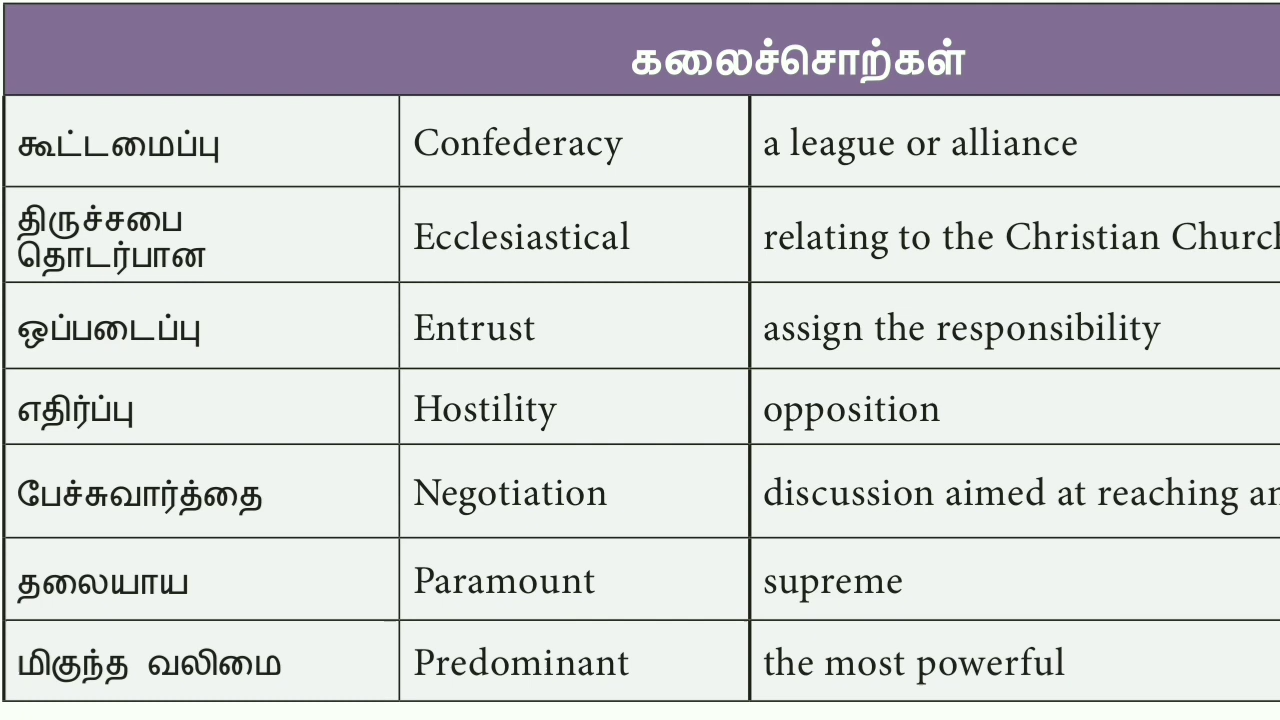 கலைச்சொற்கள்
கூட்டமைப்பு Confederacy a league or alliance
திருச்சபை
தொடர்பான Ecclesiastical relating to the Christian
ஒப்படைப்பு Entrust assign the responsibility
எதிர்ப்பு Hostility opposition
பேச்சுவார்த்தை Negotiation discussion aimed at reaching
தலையாய Paramount supreme
மிகுந்த வலிமை Predominant the most powerful